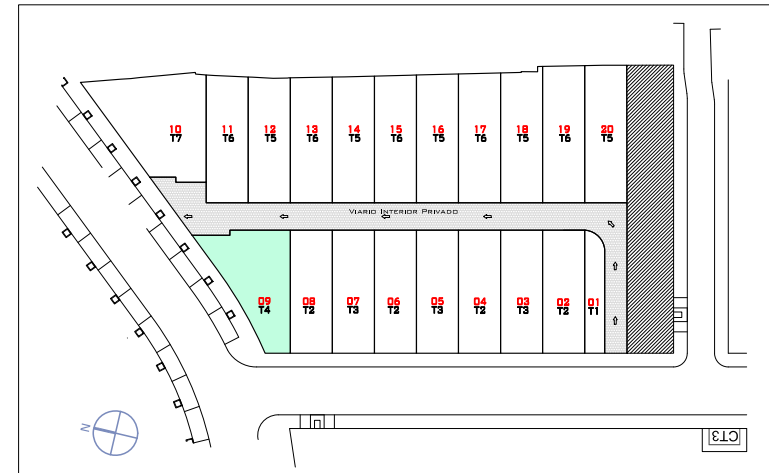 10 11 12 13 14 15 16 17 18 19 20
T7 T6 T5 T6 T5 T6 T5 T6 T5 T6 T5
Viario Interior Privado
09 08 07 06 05 04 03 02 01
T4 T2 T3 T2 T3 T2 T3 T2 T1
N
CT3